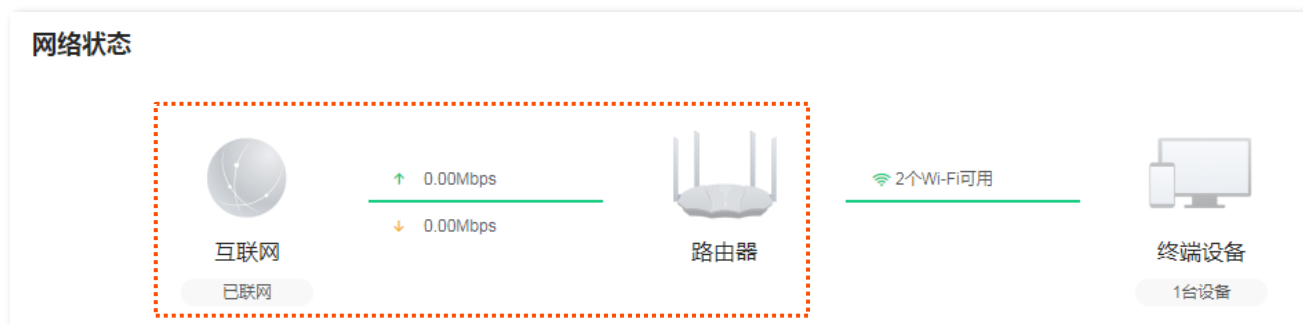 网络状态
0.00Mbps
2个Wi-Fi可用
0.00Mbps
互联网
路由器
终端设备
已联网
1台设备